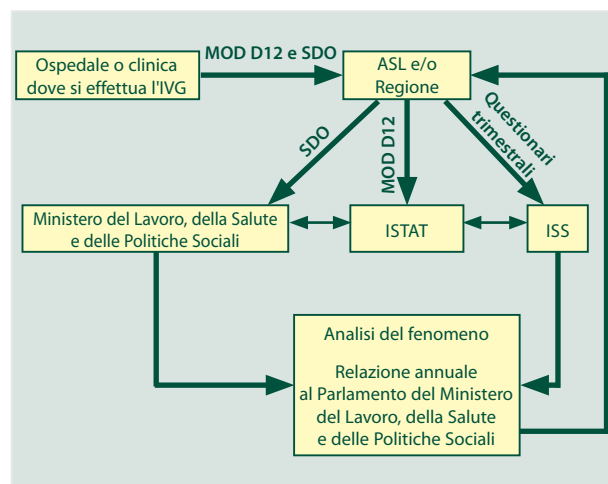 MOD D12 e SDO
Ospedale o clinica
dove si effettua l'IVG
ASL e/o
Regione
SDO
MOD D12
Questionari
trimestrali
Ministero del Lavoro, della Salute
e delle Politiche Sociali
ISTAT
ISS
Analisi del fenomeno
Relazione annuale
al Parlamento del Ministero
del Lavoro, della Salute
e delle Politiche Sociali